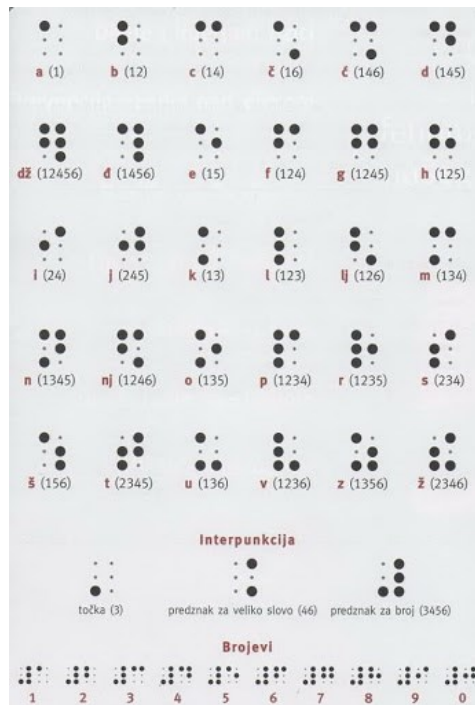 a (1) b (12) c (14) č (16) ć (146) d (145)
dž (12456) đ (1456) e (15) f (124) g (1245) h (125)
i (24) j (245) k (13) l (123) lj (126) m (134)
n (1345) nj (1246) o (135) p (1234) r (1235) s (234)
š (156) t (2345) u (136) v (1236) z (1356) ž (2346)
Interpunkcija
točka (3) predznak za veliko slovo (46) predznak za broj (3456)
Brojevi
1 2 3 4 5 6 7 8 9 0